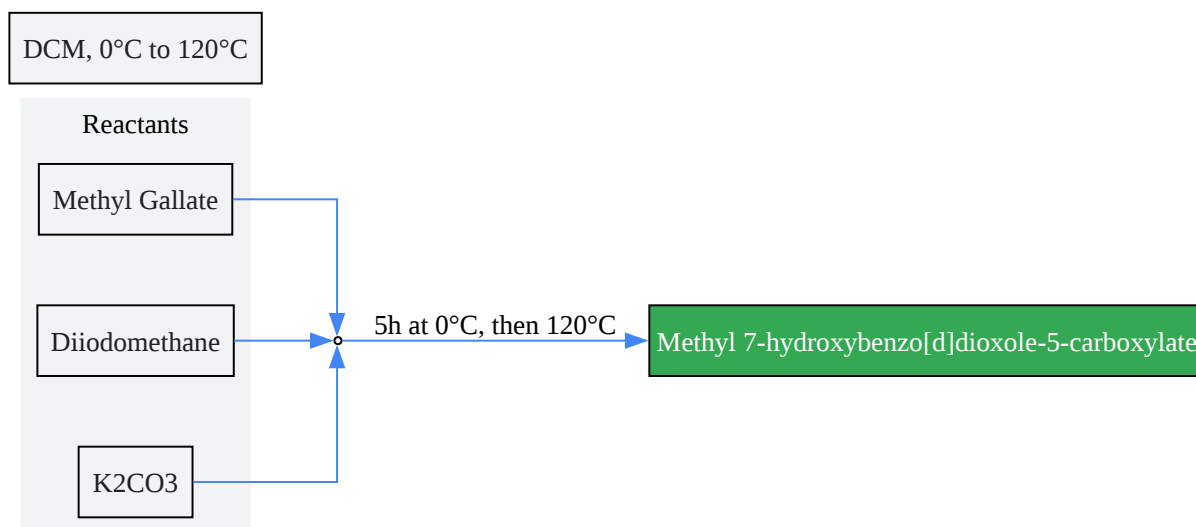 DCM, 0°C to 120°C
Reactants
Methyl Gallate
Diiodomethane
5h at 0°C, then 120°C
Methyl 7-hydroxybenzo[d]dioxole-5-carboxylate
K2CO3